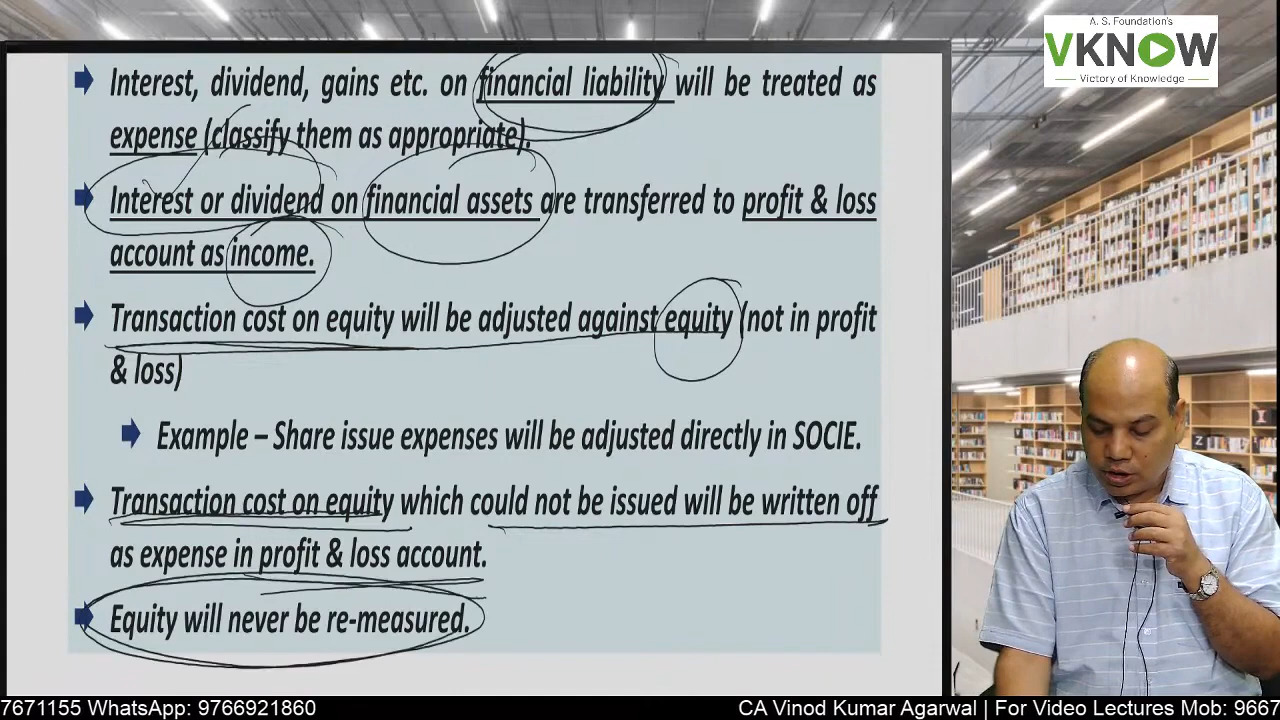 A. S. Foundation's
VKNOW
Victory of Knowledge
Interest, dividend, gains etc. on financial liability will be treated as
expense (classify them as appropriate).
Interest or dividend on financial assets are transferred to profit & loss
account as income.
Transaction cost on equity will be adjusted against equity (not in profit
& loss)
Example – Share issue expenses will be adjusted directly in SOCIE.
Transaction cost on equity which could not be issued will be written off
as expense in profit & loss account.
Equity will never be re-measured.
7671155 WhatsApp: 9766921860
CA Vinod Kumar Agarwal | For Video Lectures Mob: 9667